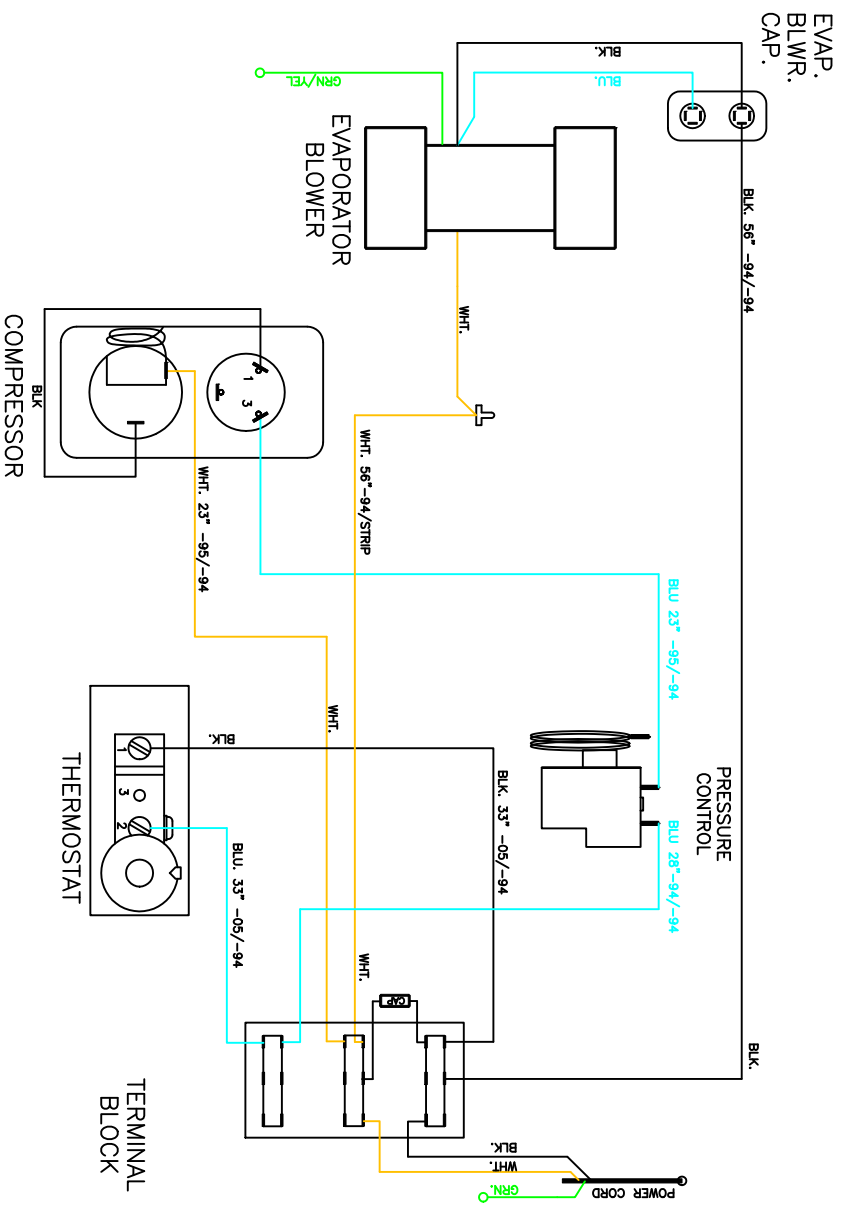 EVAP.
BLWR.
CAP.
BLK.
BLU.
GRN/YEL
EVAPORATOR
BLOWER
BLK. 56" -94/-94
WHT.
COMPRESSOR
BLK
1
3
WHT. 23" -95/-94
WHT. 56"-94/STRIP
BLU 23" -95/-94
PRESSURE
CONTROL
BLU 28"-94/-94
WHT.
BLK.
BLK. 33" -05/-94
THERMOSTAT
1
3
2
BLU. 33" -05/-94
WHT.
CAP
BLK.
TERMINAL
BLOCK
BLK.
WHT.
GRN.
POWER CORD